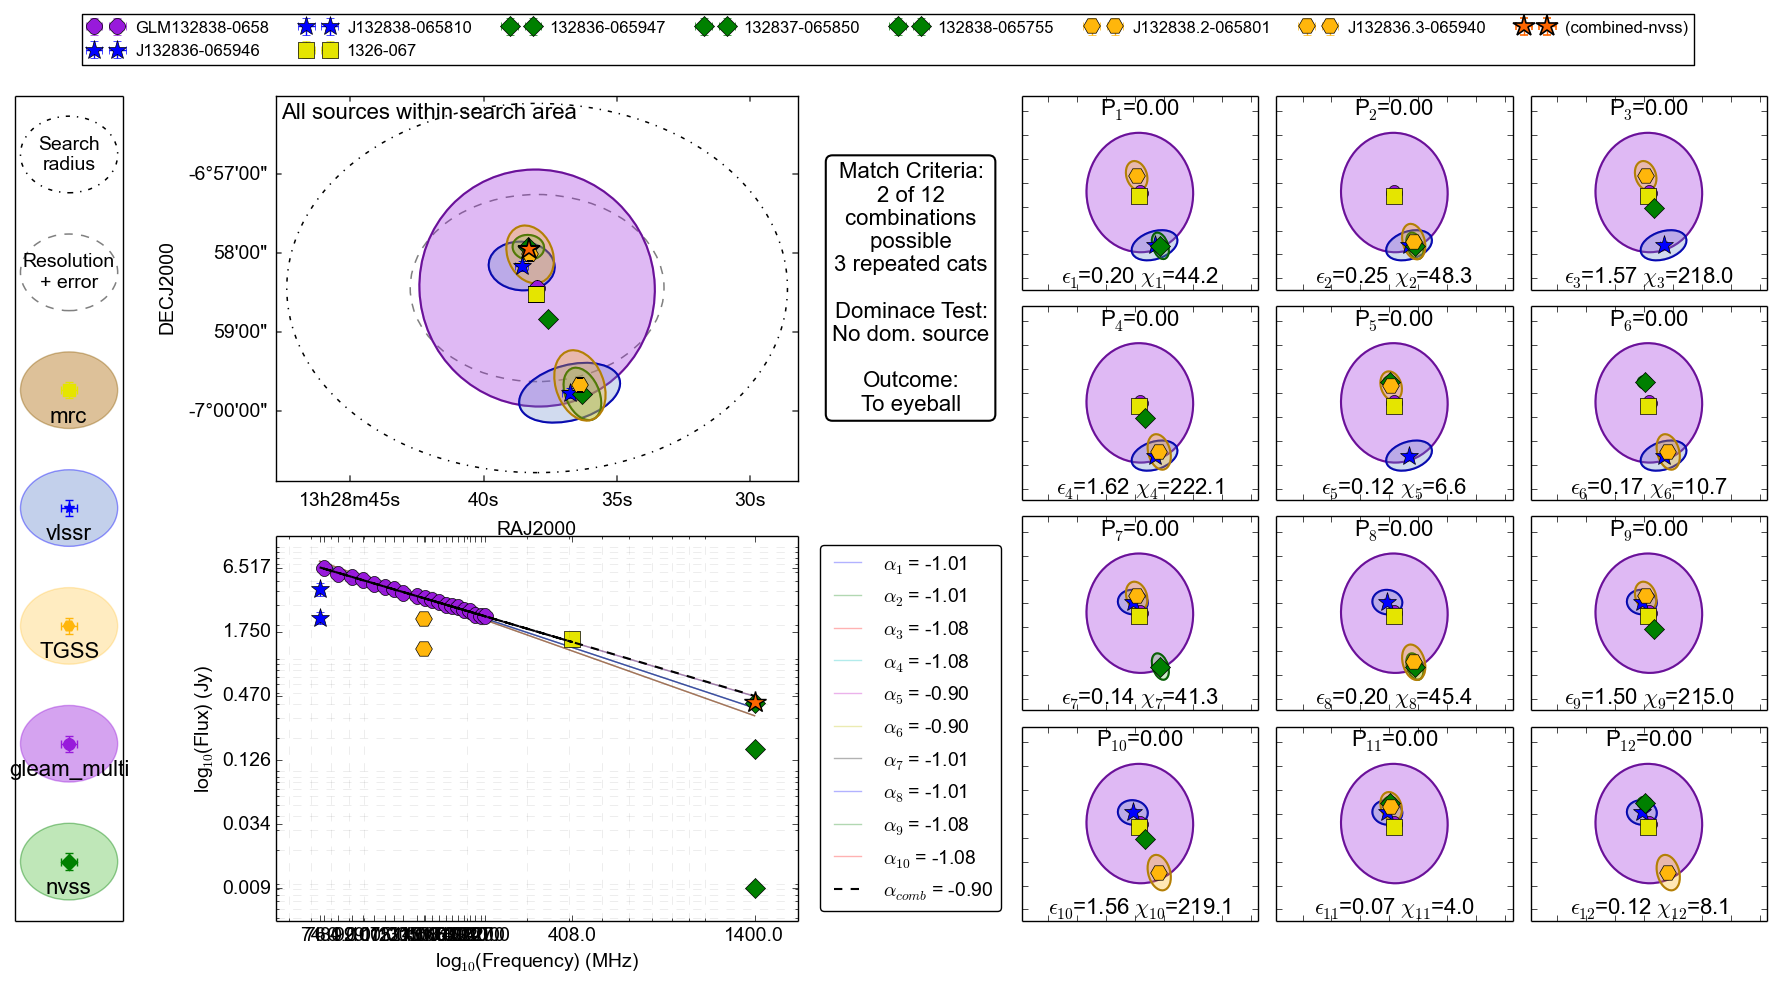 GLM132838-0658
J132838-065810
132836-065947
132837-065850
132838-065755
J132838.2-065801
J132836.3-065940
(combined-nvss)
J132836-065946
1326-067
Search
radius
Resolution
+ error
mrc
vlssr
TGSS
gleam_multi
nvss
All sources within search area
DECJ2000
-6°57'00"
58'00"
59'00"
-7°00'00"
13h28m45s
40s
35s
30s
RAJ2000
Match Criteria:
2 of 12
combinations
possible
3 repeated cats
Dominace Test:
No dom. source
Outcome:
To eyeball
log10(Flux) (Jy)
6.517
1.750
0.470
0.126
0.034
0.009
408.0
1400.0
log10(Frequency) (MHz)
α1 = -1.01
α2 = -1.01
α3 = -1.08
α4 = -1.08
α5 = -0.90
α6 = -0.90
α7 = -1.01
α8 = -1.01
α9 = -1.08
α10 = -1.08
αcomb = -0.90
P1=0.00
ϵ1=0.20 χ1=44.2
P2=0.00
ϵ2=0.25 χ2=48.3
P3=0.00
ϵ3=1.57 χ3=218.0
P4=0.00
ϵ4=1.62 χ4=222.1
P5=0.00
ϵ5=0.12 χ5=6.6
P6=0.00
ϵ6=0.17 χ6=10.7
P7=0.00
ϵ7=0.14 χ7=41.3
P8=0.00
ϵ8=0.20 χ8=45.4
P9=0.00
ϵ9=1.50 χ9=215.0
P10=0.00
ϵ10=1.56 χ10=219.1
P11=0.00
ϵ11=0.07 χ11=4.0
P12=0.00
ϵ12=0.12 χ12=8.1